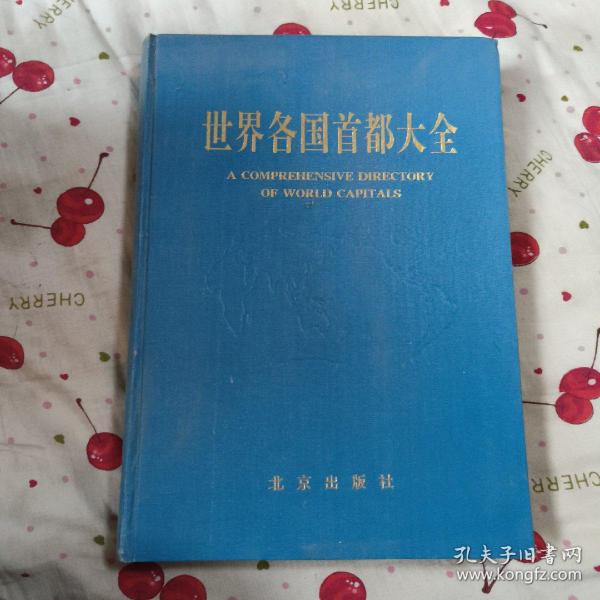 世界各国首都大全
A COMPREHENSIVE DIRECTORY
OF WORLD CAPITALS
北京出版社
CHERRY
CHERRY
CHERRY
CHERRY
CHERRY
孔夫子旧书网
www.kongfz.com